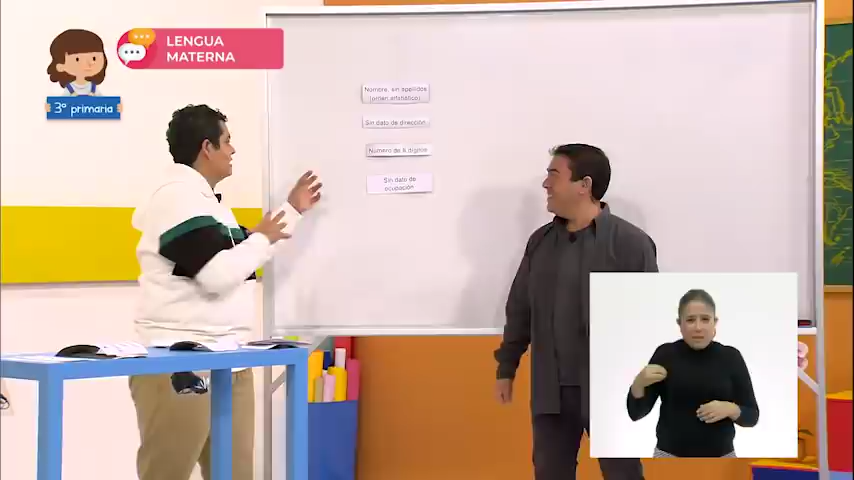 LENGUA
MATERNA
3° primaria
Nombre, sin apellidos
(orden artístico)
Sin dato de dirección
Número de 8 dígitos
Sin dato de
ocupación